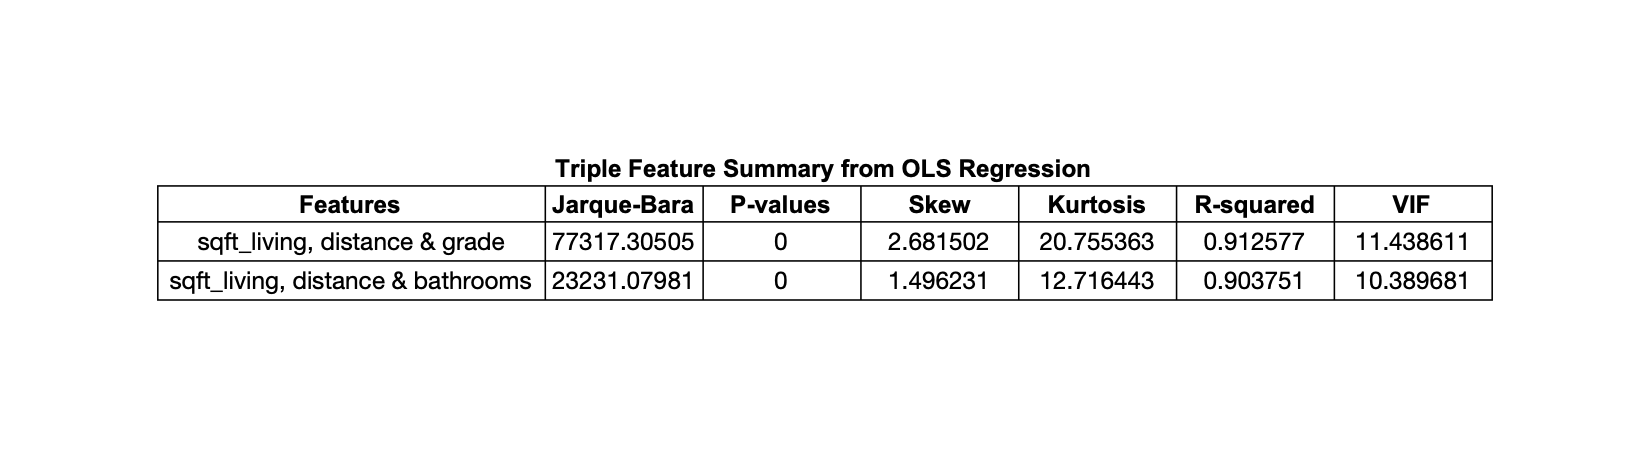 Triple Feature Summary from OLS Regression
Features Jarque-Bara P-values Skew Kurtosis R-squared VIF
sqft_living, distance & grade 77317.30505 0 2.681502 20.755363 0.912577 11.438611
sqft_living, distance & bathrooms 23231.07981 0 1.496231 12.716443 0.903751 10.389681